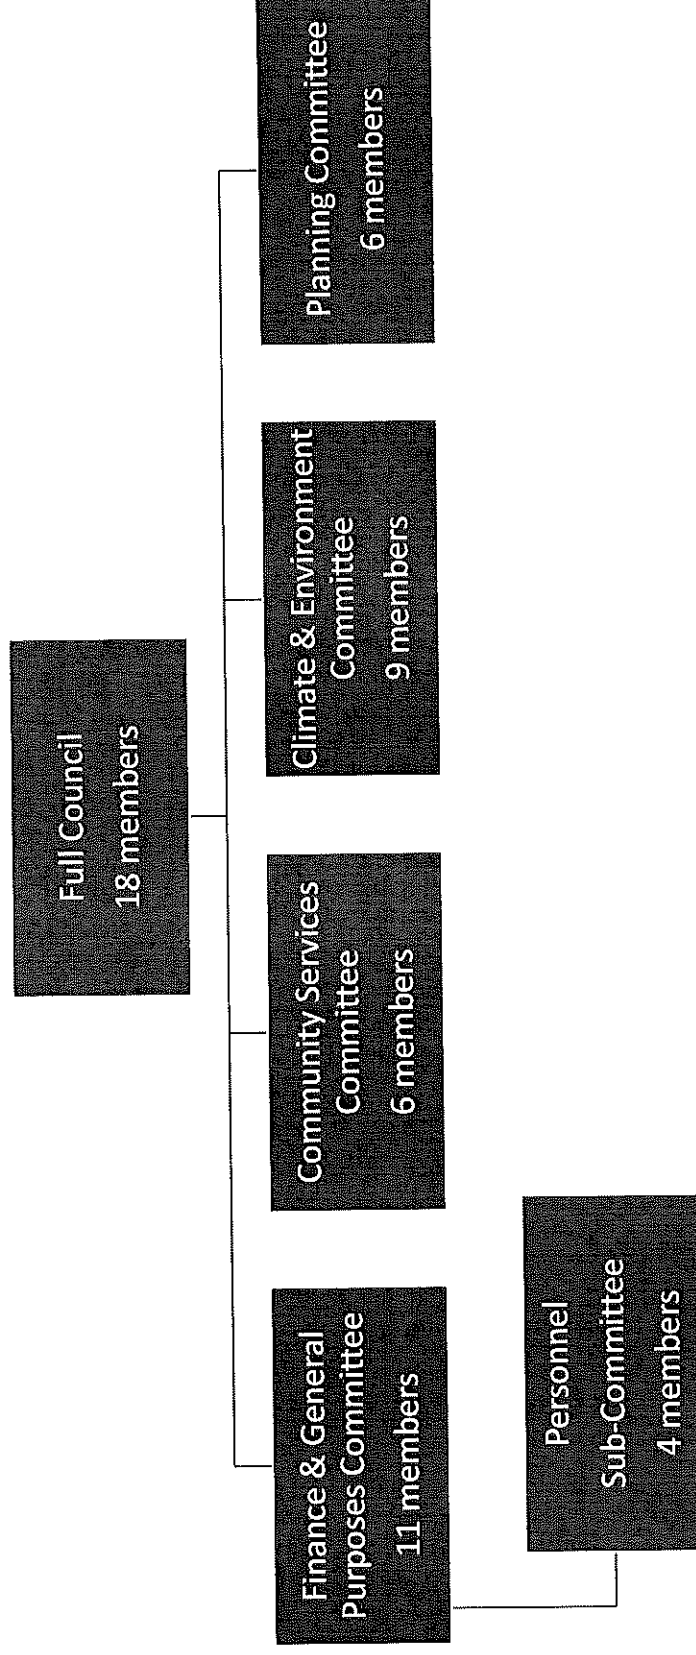 Full Council
18 members
Finance & General
Purposes Committee
11 members
Community Services
Committee
6 members
Climate & Environment
Committee
9 members
Planning Committee
6 members
Personnel
Sub-Committee
4 members